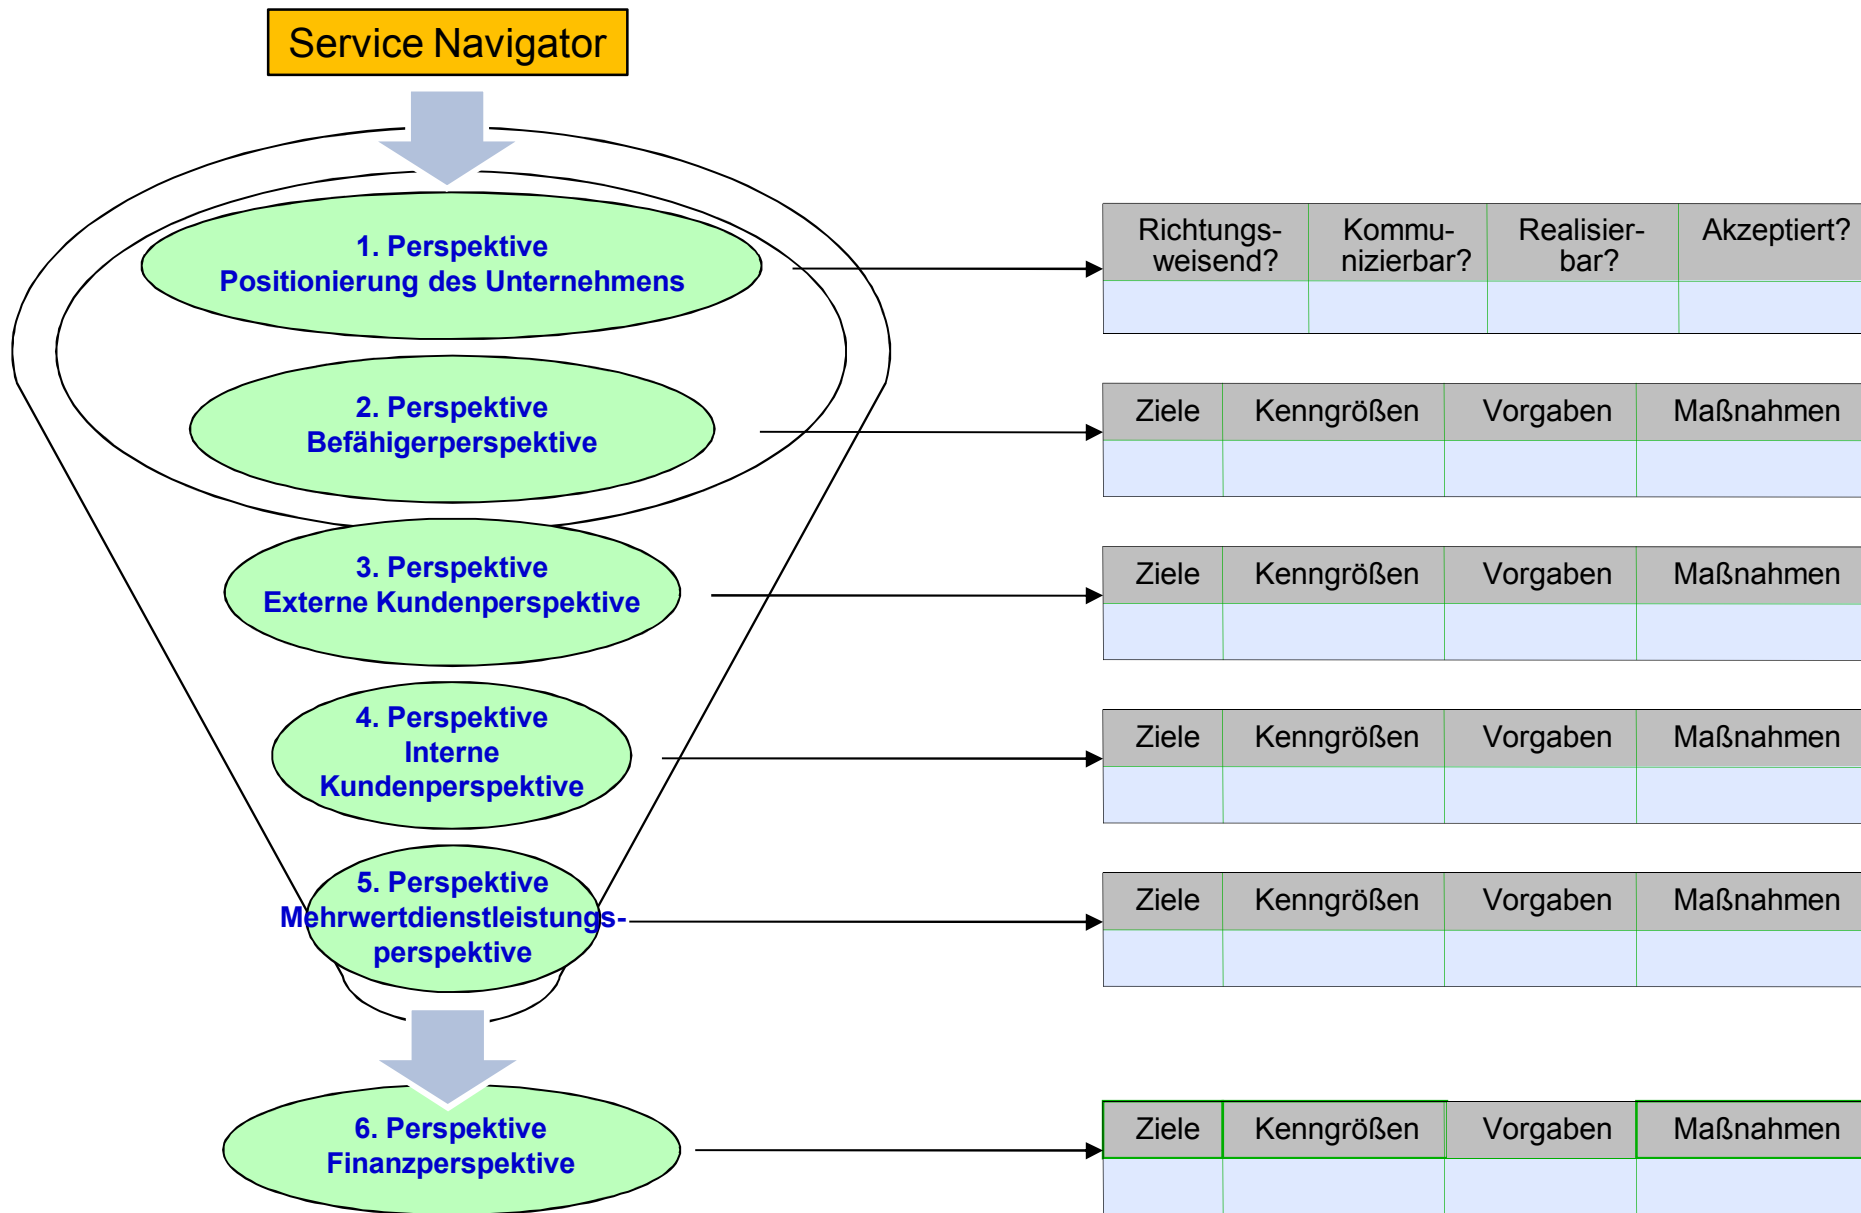 Service Navigator
1. Perspektive
Positionierung des Unternehmens
Richtungs-
weisend?
Kommu-
nizierbar?
Realisier-
bar?
Akzeptiert?
2. Perspektive
Befähigerperspektive
Ziele Kenngrößen Vorgaben Maßnahmen
3. Perspektive
Externe Kundenperspektive
Ziele Kenngrößen Vorgaben Maßnahmen
4. Perspektive
Interne
Kundenperspektive
Ziele Kenngrößen Vorgaben Maßnahmen
5. Perspektive
Mehrwertdienstleistungs-
perspektive
Ziele Kenngrößen Vorgaben Maßnahmen
6. Perspektive
Finanzperspektive
Ziele Kenngrößen Vorgaben Maßnahmen